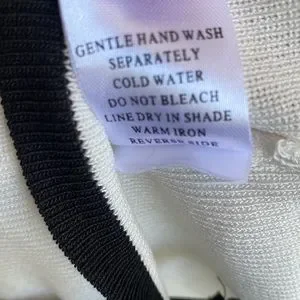 GENTLE HAND WASH
SEPARATELY
COLD WATER
DO NOT BLEACH
LINE DRY IN SHADE
WARM IRON
REVERSE SIDE